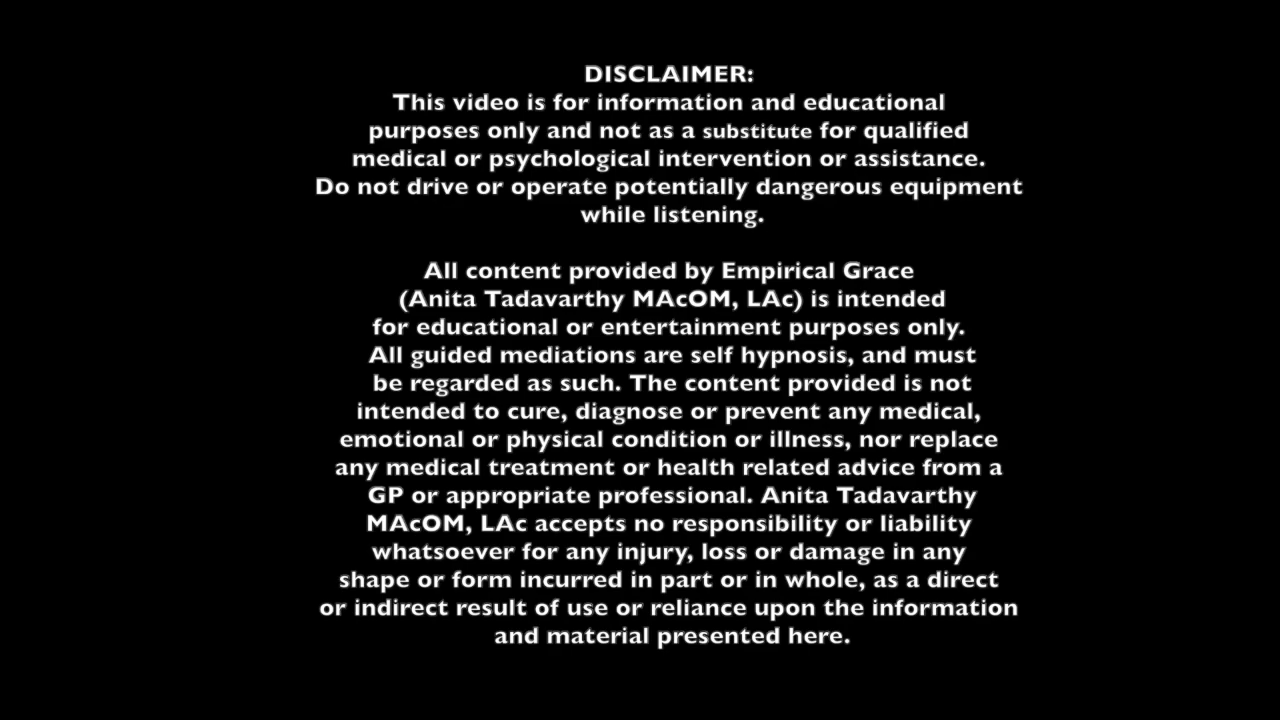 DISCLAIMER:
This video is for information and educational
purposes only and not as a substitute for qualified
medical or psychological intervention or assistance.
Do not drive or operate potentially dangerous equipment
while listening.
All content provided by Empirical Grace
(Anita Tadavarthy MAcOM, LAc) is intended
for educational or entertainment purposes only.
All guided mediations are self hypnosis, and must
be regarded as such. The content provided is not
intended to cure, diagnose or prevent any medical,
emotional or physical condition or illness, nor replace
any medical treatment or health related advice from a
GP or appropriate professional. Anita Tadavarthy
MAcOM, LAc accepts no responsibility or liability
whatsoever for any injury, loss or damage in any
shape or form incurred in part or in whole, as a direct
or indirect result of use or reliance upon the information
and material presented here.